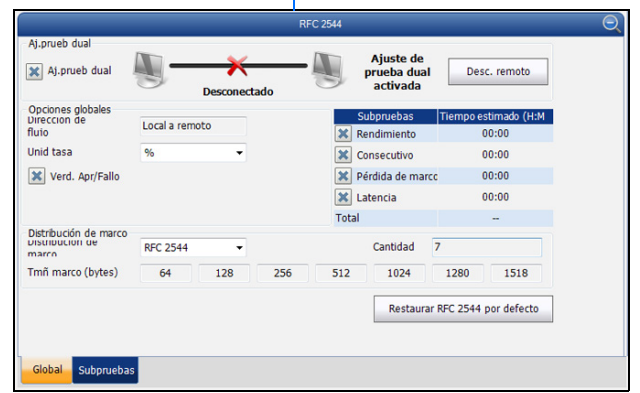 RFC 2544
Aj.prueb dual
Aj.prueb dual
Desconectado
Ajuste de
prueba dual
activada
Desc. remoto
Opciones globales
Dirección de
flujo
Local a remoto
Unid tasa
%
Verd. Apr/Fallo
Subpruebas Tiempo estimado (H:M
Rendimiento 00:00
Consecutivo 00:00
Pérdida de marcc 00:00
Latencia 00:00
Total --
Distribución de marco
Distribución de
marco
RFC 2544
Cantidad 7
Tmñ marco (bytes) 64 128 256 512 1024 1280 1518
Restaurar RFC 2544 por defecto
Global Subpruebas